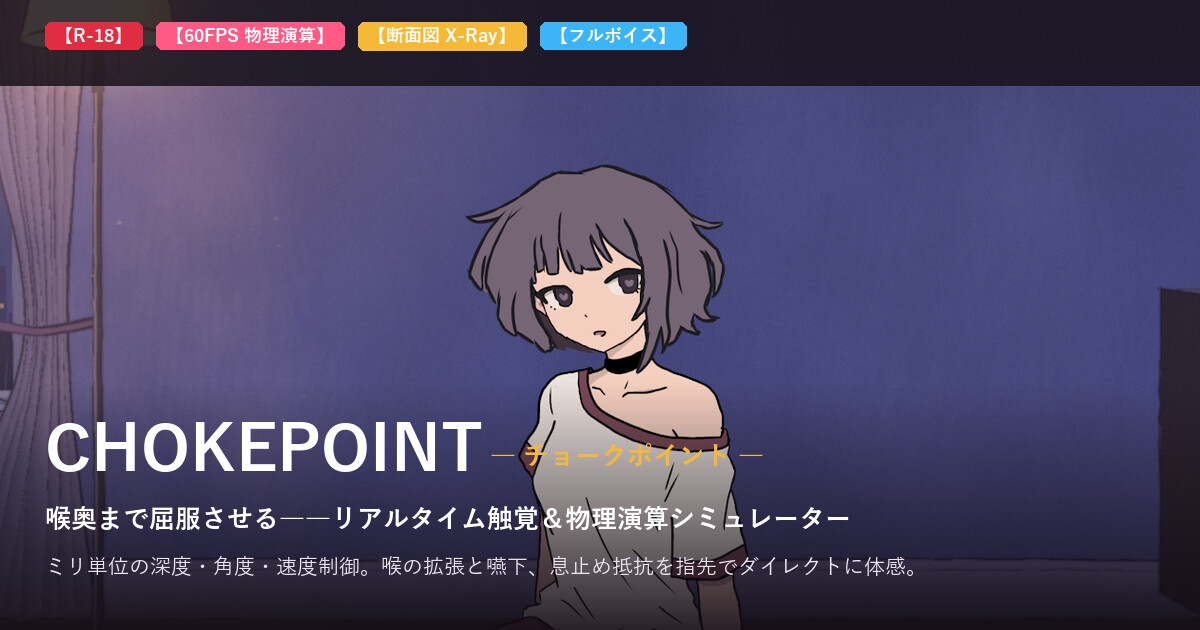 【R-18】 【60FPS 物理演算】 【断面図 X-Ray】 【フルボイス】
CHOKEPOINT ― チョークポイント ―
喉奥まで屈服させる――リアルタイム触覚＆物理演算シミュレーター
ミリ単位の深度・角度・速度制御。喉の拡張と嚥下、息止め抵抗を指先でダイレクトに体感。